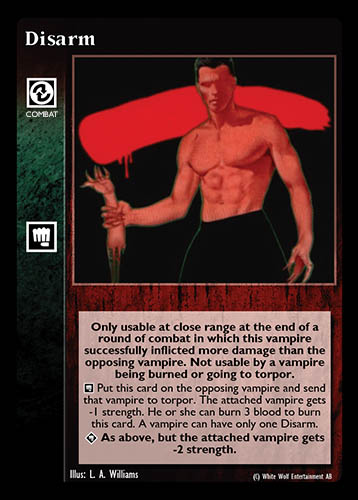 Disarm
COMBAT
Only usable at close range at the end of a
round of combat in which this vampire
successfully inflicted more damage than the
opposing vampire. Not usable by a vampire
being burned or going to torpor.
Put this card on the opposing vampire and send
that vampire to torpor. The attached vampire gets
-1 strength. He or she can burn 3 blood to burn
this card. A vampire can have only one Disarm.
As above, but the attached vampire gets
-2 strength.
Illus: L. A. Williams
(C) White Wolf Entertainment AB